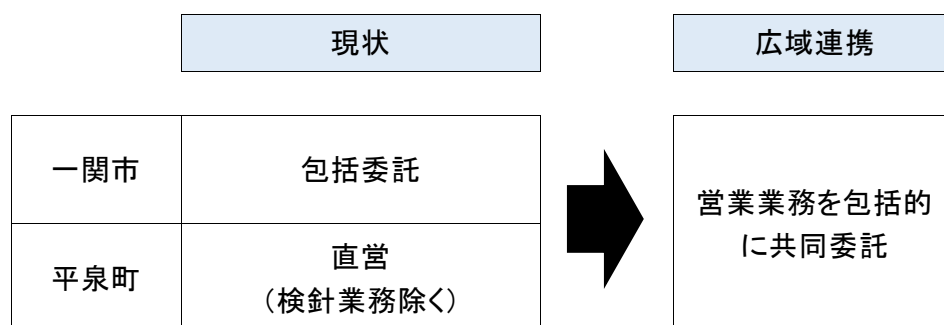 現状
広域連携
一関市
包括委託
平泉町
直営
（検針業務除く）
営業業務を包括的
に共同委託